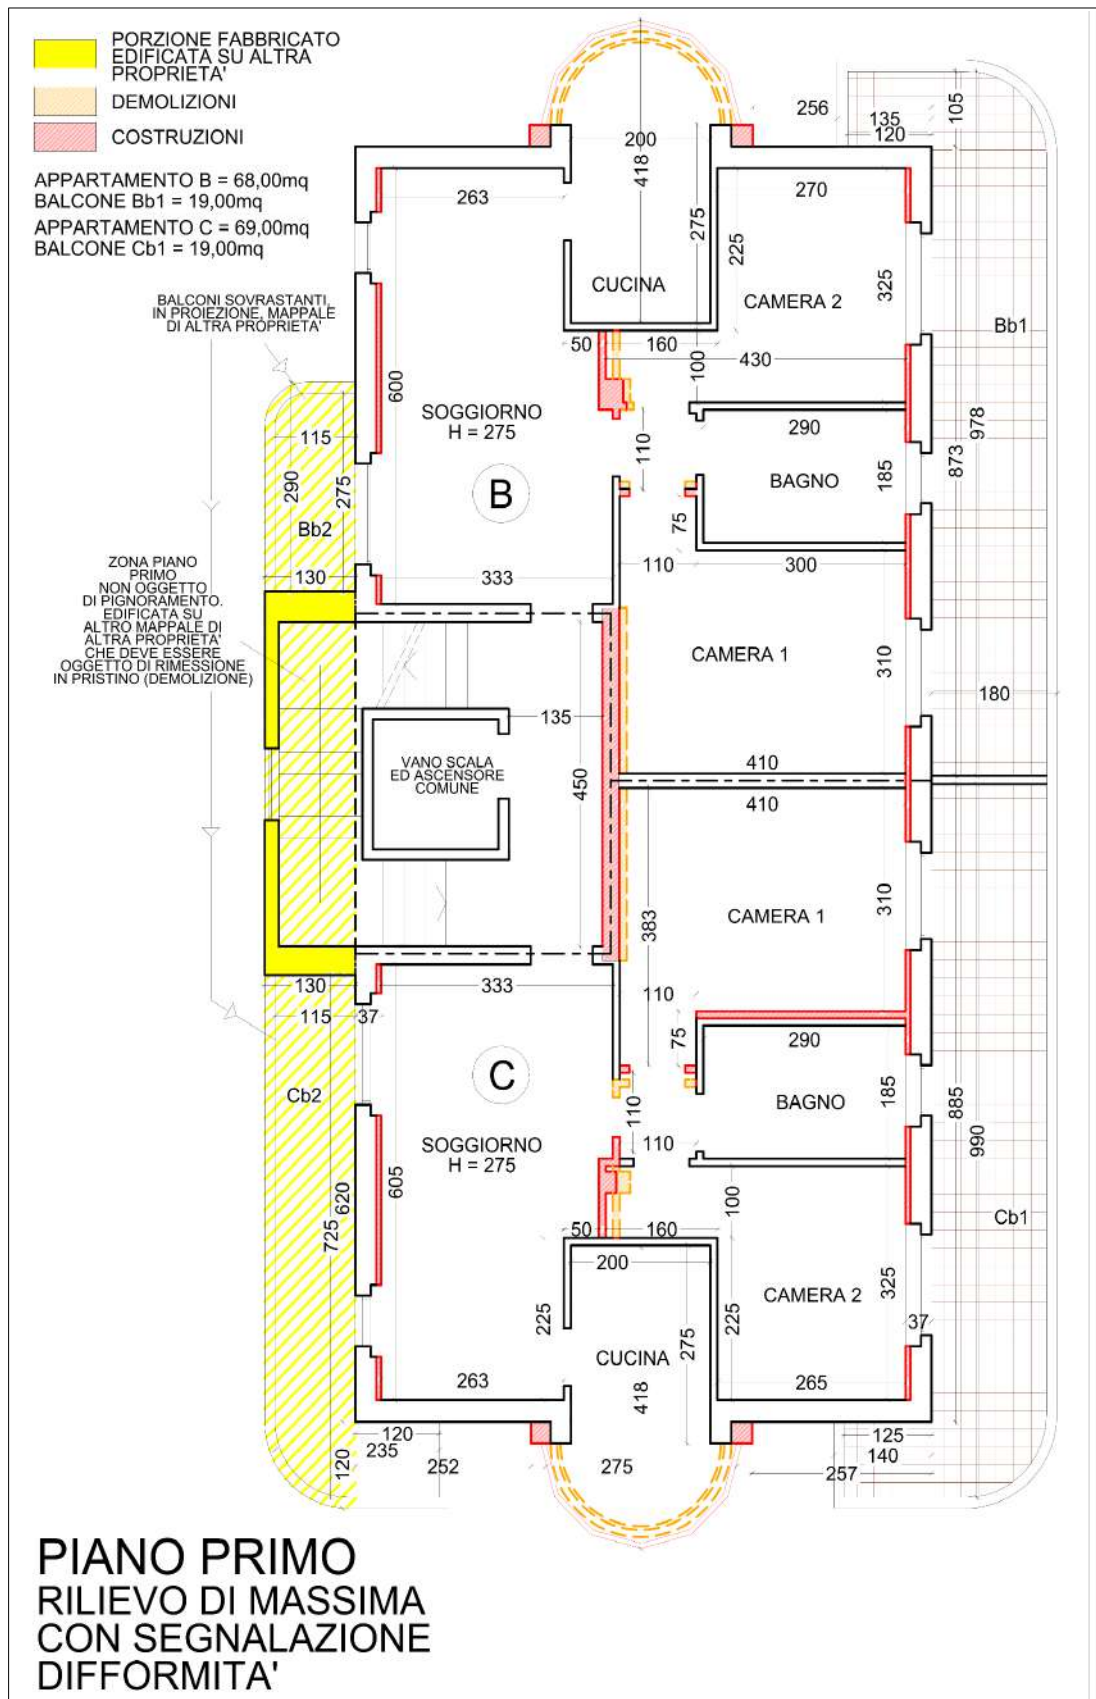 PORZIONE FABBRICATO
EDIFICATA SU ALTRA
PROPRIETA'
DEMOLIZIONI
COSTRUZIONI
APPARTAMENTO B = 68,00mq
BALCONE Bb1 = 19,00mq
APPARTAMENTO C = 69,00mq
BALCONE Cb1 = 19,00mq
256
135
120
105
200
418
275
263
270
225
325
CUCINA
CAMERA 2
BALCONI SOVRASTANTI,
IN PROIEZIONE, MAPPALE
DI ALTRA PROPRIETA'
Bb1
50
160
100
430
600
SOGGIORNO
H = 275
115
290
978
873
110
290
275
185
BAGNO
B
Bb2
75
ZONA PIANO
PRIMO
NON OGGETTO
DI PIGNORAMENTO.
EDIFICATA SU
ALTRO MAPPALE DI
ALTRA PROPRIETA'
CHE DEVE ESSERE
OGGETTO DI RIMESSIONE
IN PRISTINO (DEMOLIZIONE)
130
333
110
300
CAMERA 1
310
180
135
VANO SCALA
ED ASCENSORE
COMUNE
450
410
410
CAMERA 1
310
383
130
333
110
115
37
75
290
C
Cb2
110
BAGNO
185
885
990
SOGGIORNO
H = 275
110
605
620
725
100
Cb1
50
160
200
325
CAMERA 2
225
225
37
275
CUCINA
263
418
265
120
235
252
120
275
125
140
257
PIANO PRIMO
RILIEVO DI MASSIMA
CON SEGNALAZIONE
DIFFORMITA'